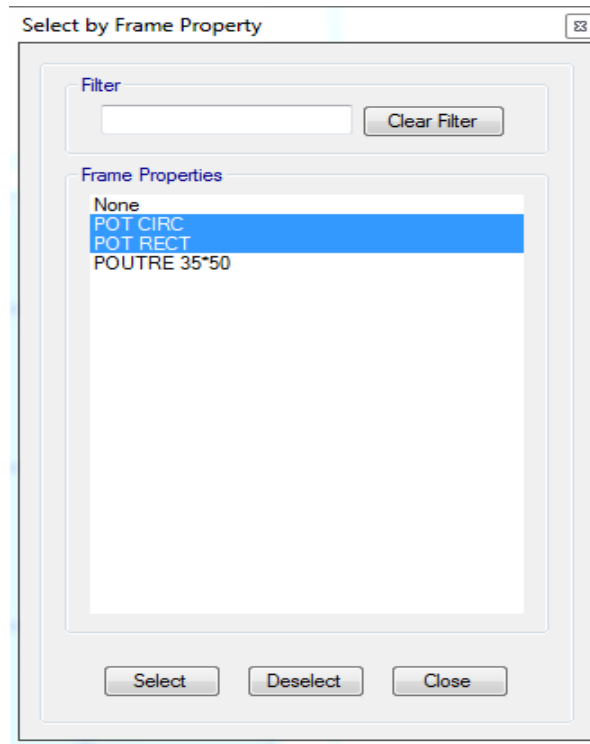 Select by Frame Property
Filter
Clear Filter
Frame Properties
None
POT CIRC
POT RECT
POUTRE 35*50
Select Deselect Close